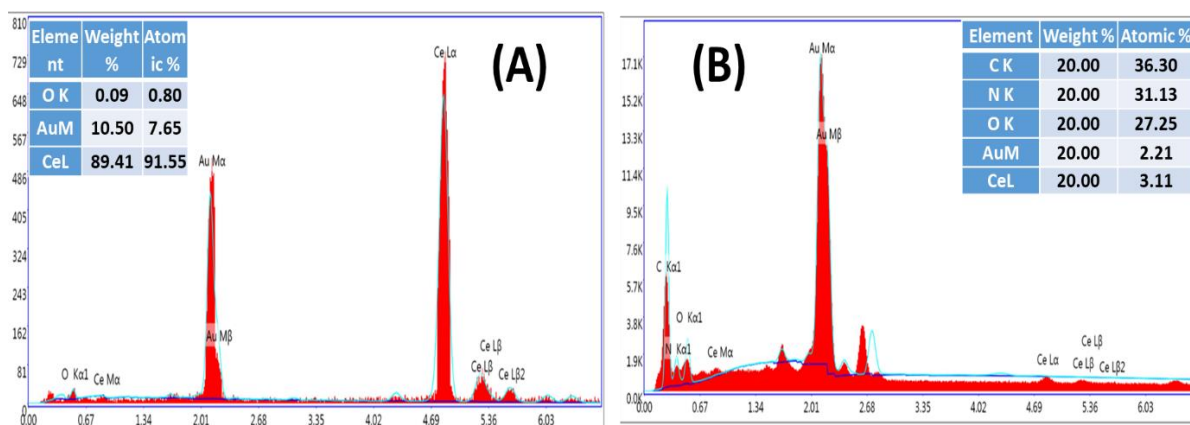 (A)
Eleme Weight Atom
nt % ic %
O K 0.09 0.80
AuM 10.50 7.65
CeL 89.41 91.55
810
729
648
567
486
405
324
243
162
81
0
O Kα1
Ce Mα
Au Mα
Au Mβ
Ce Lα
Ce Lβ
Ce Lβ
Ce Lβ2
0.00 0.67 1.34 2.01 2.68 3.35 4.02 4.69 5.36 6.03
(B)
Element Weight % Atomic %
C K 20.00 36.30
N K 20.00 31.13
O K 20.00 27.25
AuM 20.00 2.21
CeL 20.00 3.11
17.1K
15.2K
13.3K
11.4K
9.5K
7.6K
5.7K
3.8K
1.9K
0.0K
C Kα1
O Kα1
N Kα1
Ce Mα
Au Mα
Au Mβ
Ce Lα
Ce Lβ
Ce Lβ
Ce Lβ2
0.00 0.67 1.34 2.01 2.68 3.35 4.02 4.69 5.36 6.03